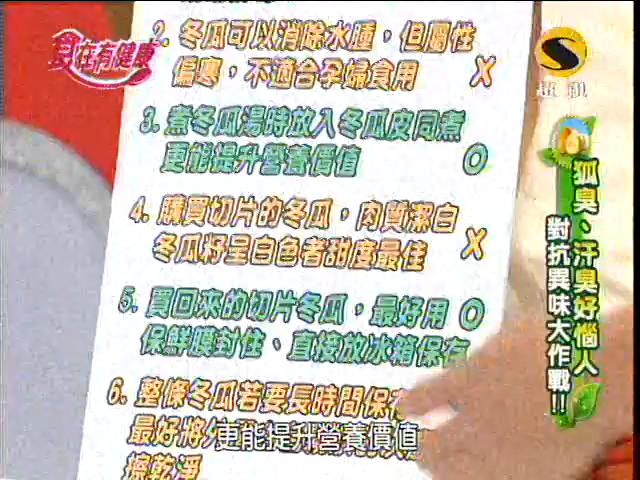 食在有健康
2. 冬瓜可以消除水腫，但屬性
偏寒，不適合孕婦食用 X
3. 煮冬瓜湯時放入冬瓜皮同煮
更能提升營養價值 O
4. 購買切片的冬瓜，肉質潔白
冬瓜籽呈白色者甜度最佳 X
5. 買回來的切片冬瓜，最好用 O
保鮮膜封住、直接放冰箱保存
6. 整條冬瓜若要長時間保存
最好將
擦乾淨
更能提升營養價值
超視
狐臭、汗臭好惱人
對抗異味大作戰!!